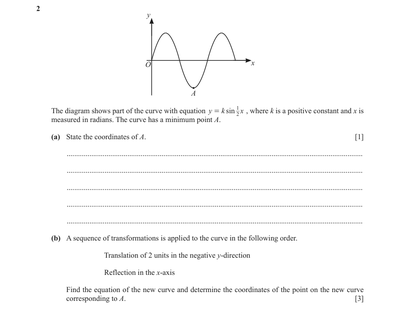 2
y
O
x
A
The diagram shows part of the curve with equation y = k sin ½x , where k is a positive constant and x is
measured in radians. The curve has a minimum point A.
(a) State the coordinates of A. [1]
(b) A sequence of transformations is applied to the curve in the following order.
Translation of 2 units in the negative y-direction
Reflection in the x-axis
Find the equation of the new curve and determine the coordinates of the point on the new curve
corresponding to A. [3]